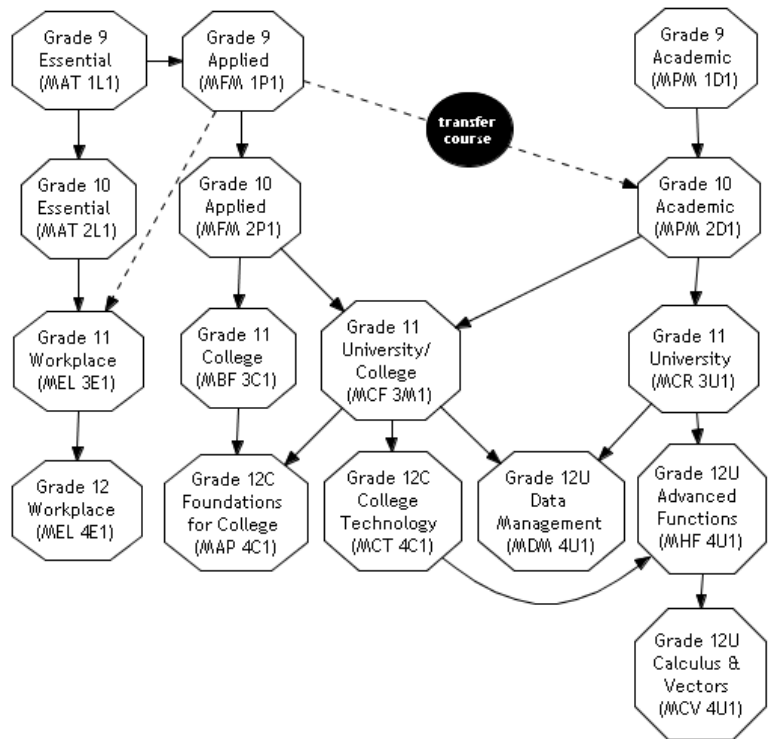 Grade 9
Essential
(MAT 1L1)
Grade 9
Applied
(MFM 1P1)
Grade 9
Academic
(MPM 1D1)
transfer
course
Grade 10
Essential
(MAT 2L1)
Grade 10
Applied
(MFM 2P1)
Grade 10
Academic
(MPM 2D1)
Grade 11
Workplace
(MEL 3E1)
Grade 11
College
(MBF 3C1)
Grade 11
University/
College
(MCF 3M1)
Grade 11
University
(MCR 3U1)
Grade 12
Workplace
(MEL 4E1)
Grade 12C
Foundations
for College
(MAP 4C1)
Grade 12C
College
Technology
(MCT 4C1)
Grade 12U
Data
Management
(MDM 4U1)
Grade 12U
Advanced
Functions
(MHF 4U1)
Grade 12U
Calculus &
Vectors
(MCV 4U1)